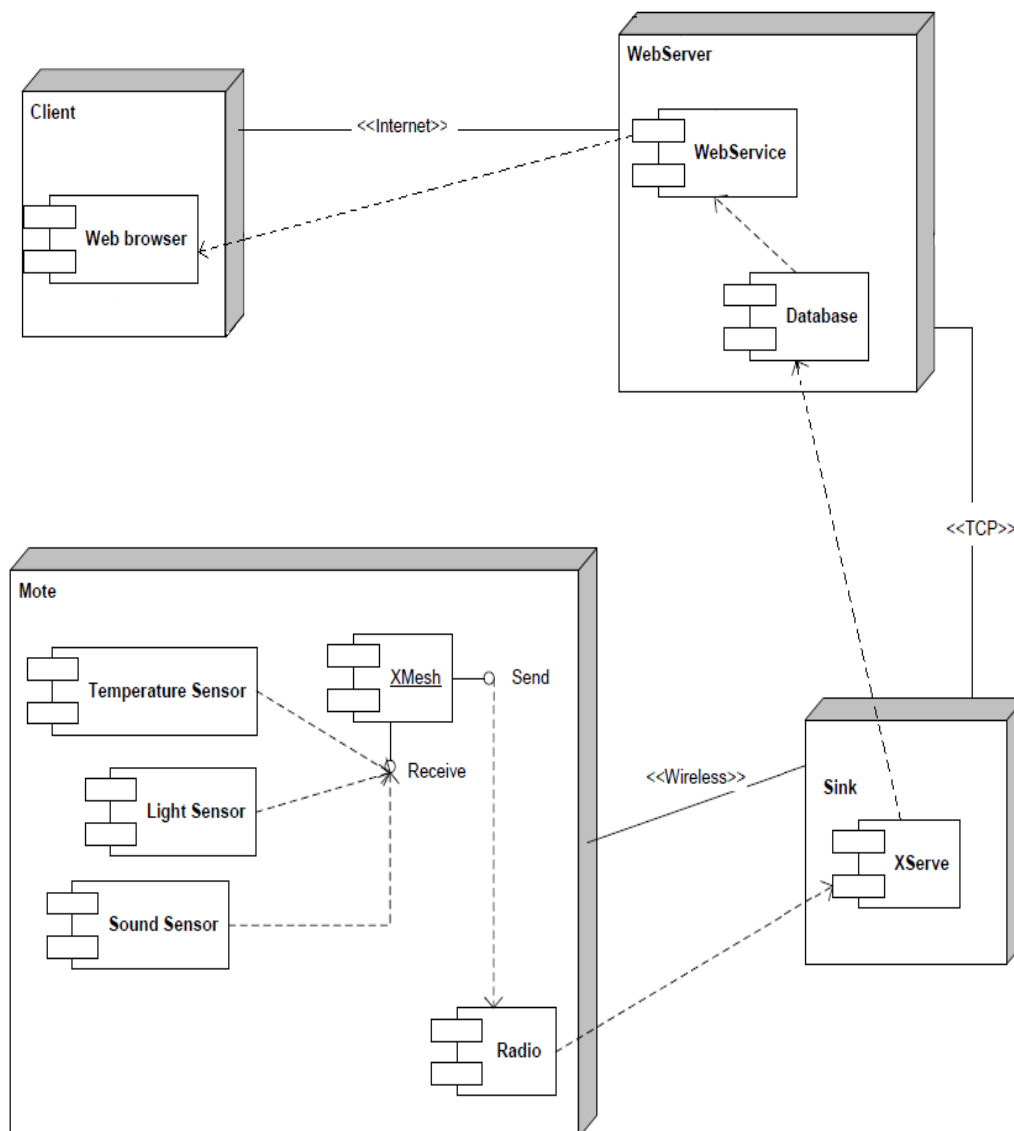 WebServer
Client
<<Internet>>
WebService
Web browser
Database
<<TCP>>
Mote
Temperature Sensor
XMesh
Send
Receive
<<Wireless>>
Light Sensor
Sink
XServe
Sound Sensor
Radio